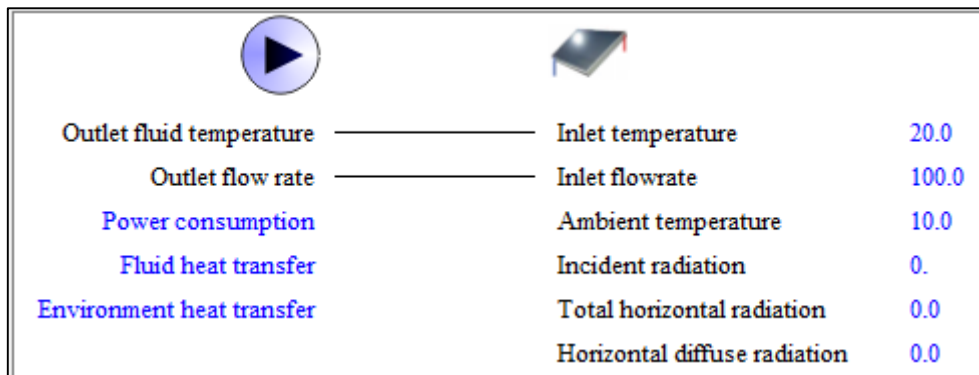 Outlet fluid temperature Inlet temperature 20.0
Outlet flow rate Inlet flowrate 100.0
Power consumption Ambient temperature 10.0
Fluid heat transfer Incident radiation 0.
Environment heat transfer Total horizontal radiation 0.0
Horizontal diffuse radiation 0.0